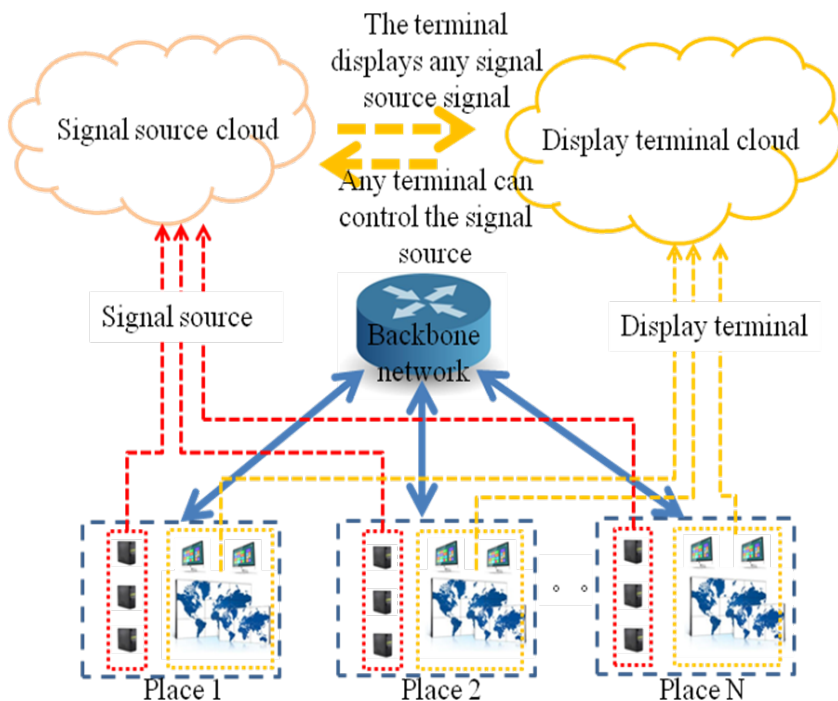 The terminal
displays any signal
source signal
Signal source cloud
Display terminal cloud
Any terminal can
control the signal
source
Signal source
Backbone
network
Display terminal
Place 1
Place 2
Place N